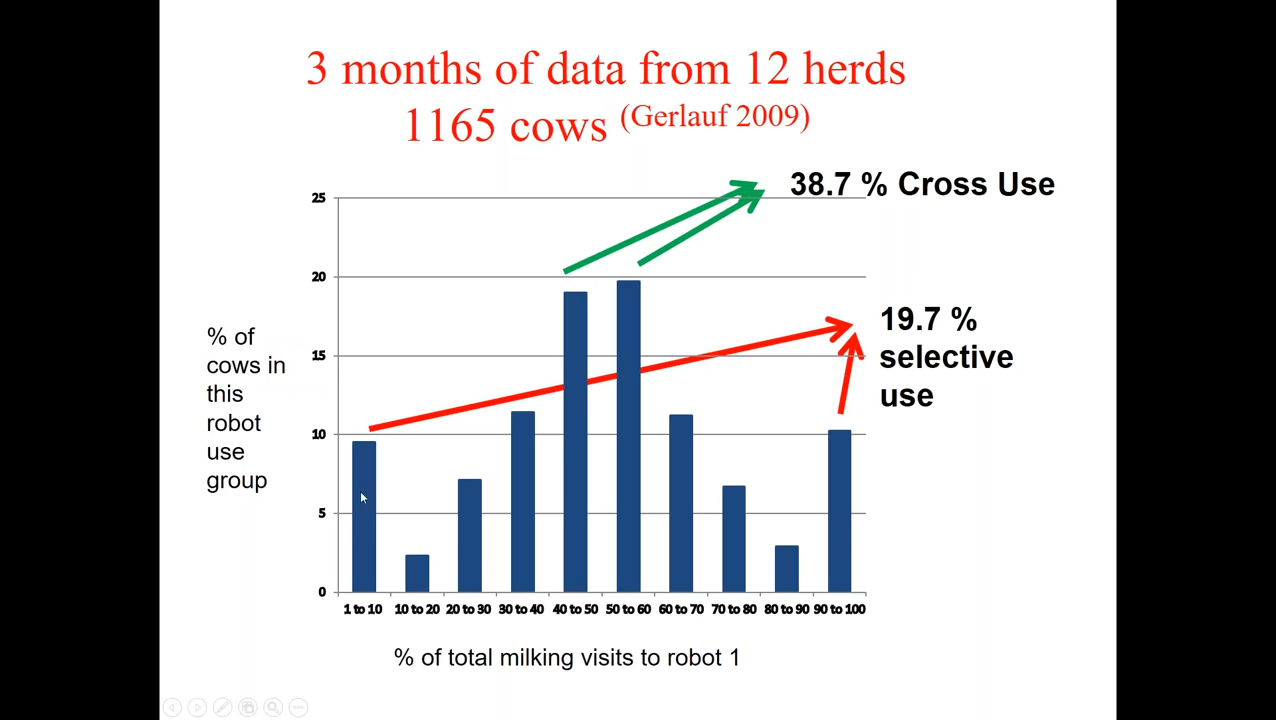 3 months of data from 12 herds
1165 cows (Gerlauf 2009)
38.7 % Cross Use
19.7 %
selective
use
% of
cows in
this
robot
use
group
25
20
15
10
5
0
1 to 10 10 to 20 20 to 30 30 to 40 40 to 50 50 to 60 60 to 70 70 to 80 80 to 90 90 to 100
% of total milking visits to robot 1